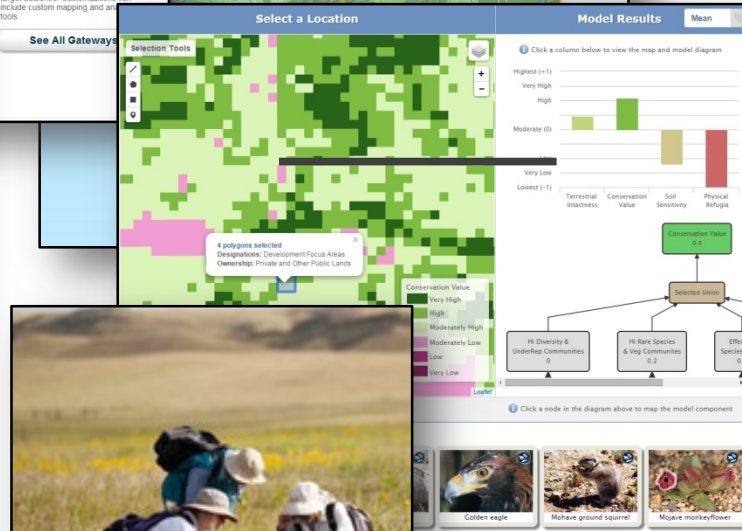 include custom mapping and
tools.
See All Gateways
Select a Location
Selection Tools
+
-
4 polygons selected
Designations: Development Focus Areas
Ownership: Private and Other Public Lands
Conservation Value
Very High
High
Moderately High
Moderately Low
Low
Very Low
Leaflet
Model Results
Mean
Click a column below to view the map and model diagram
Highest (+1)
Very High
High
Moderate (0)
Very Low
Lowest (-1)
Terrestrial
Intactness
Conservation
Value
Soil
Sensitivity
Physical
Refugia
Conservation Value
0.5
Selected Union
Hi Diversity &
UnderRep Communities
0
Hi Rare Species
& Veg Communites
0.2
Species
Click a node in the diagram above to map the model component
Golden eagle
Mohave ground squirrel
Mojave monkeyflower